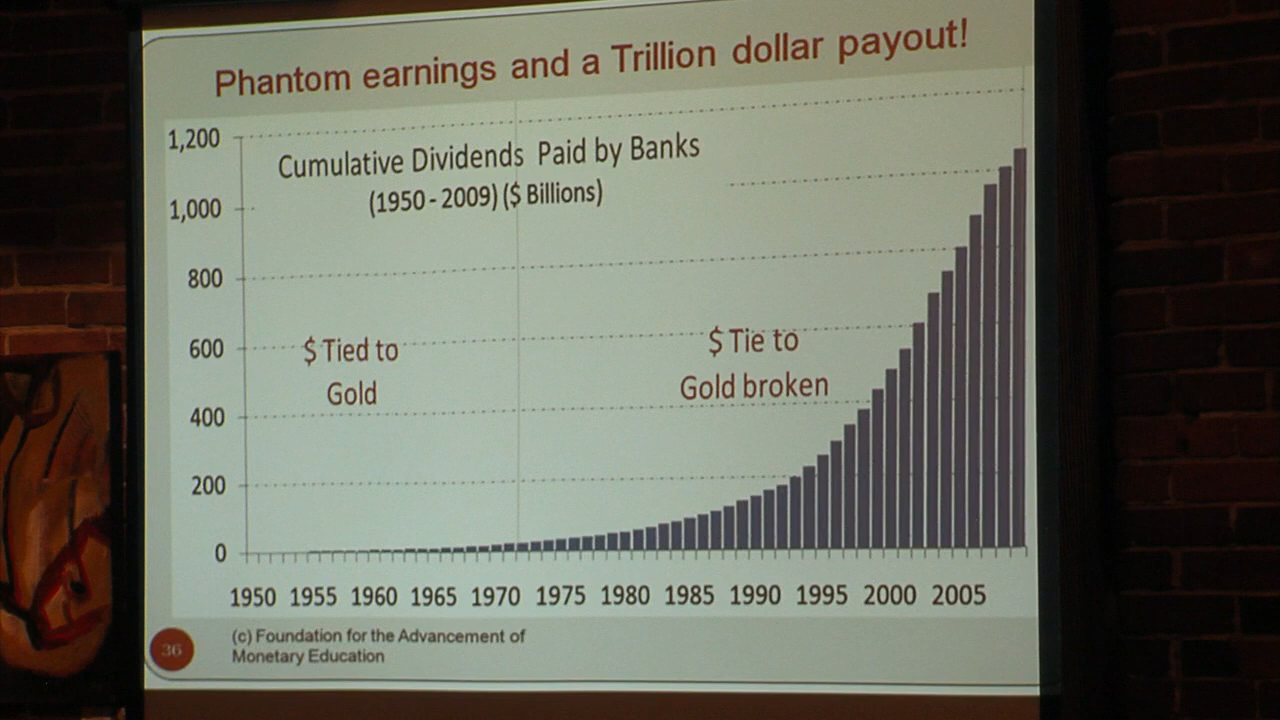 Phantom earnings and a Trillion dollar payout!
1,200
Cumulative Dividends Paid by Banks
(1950 - 2009) ($ Billions)
1,000
800
600
$ Tied to
Gold
$ Tie to
Gold broken
400
200
0
1950 1955 1960 1965 1970 1975 1980 1985 1990 1995 2000 2005
36
(c) Foundation for the Advancement of
Monetary Education